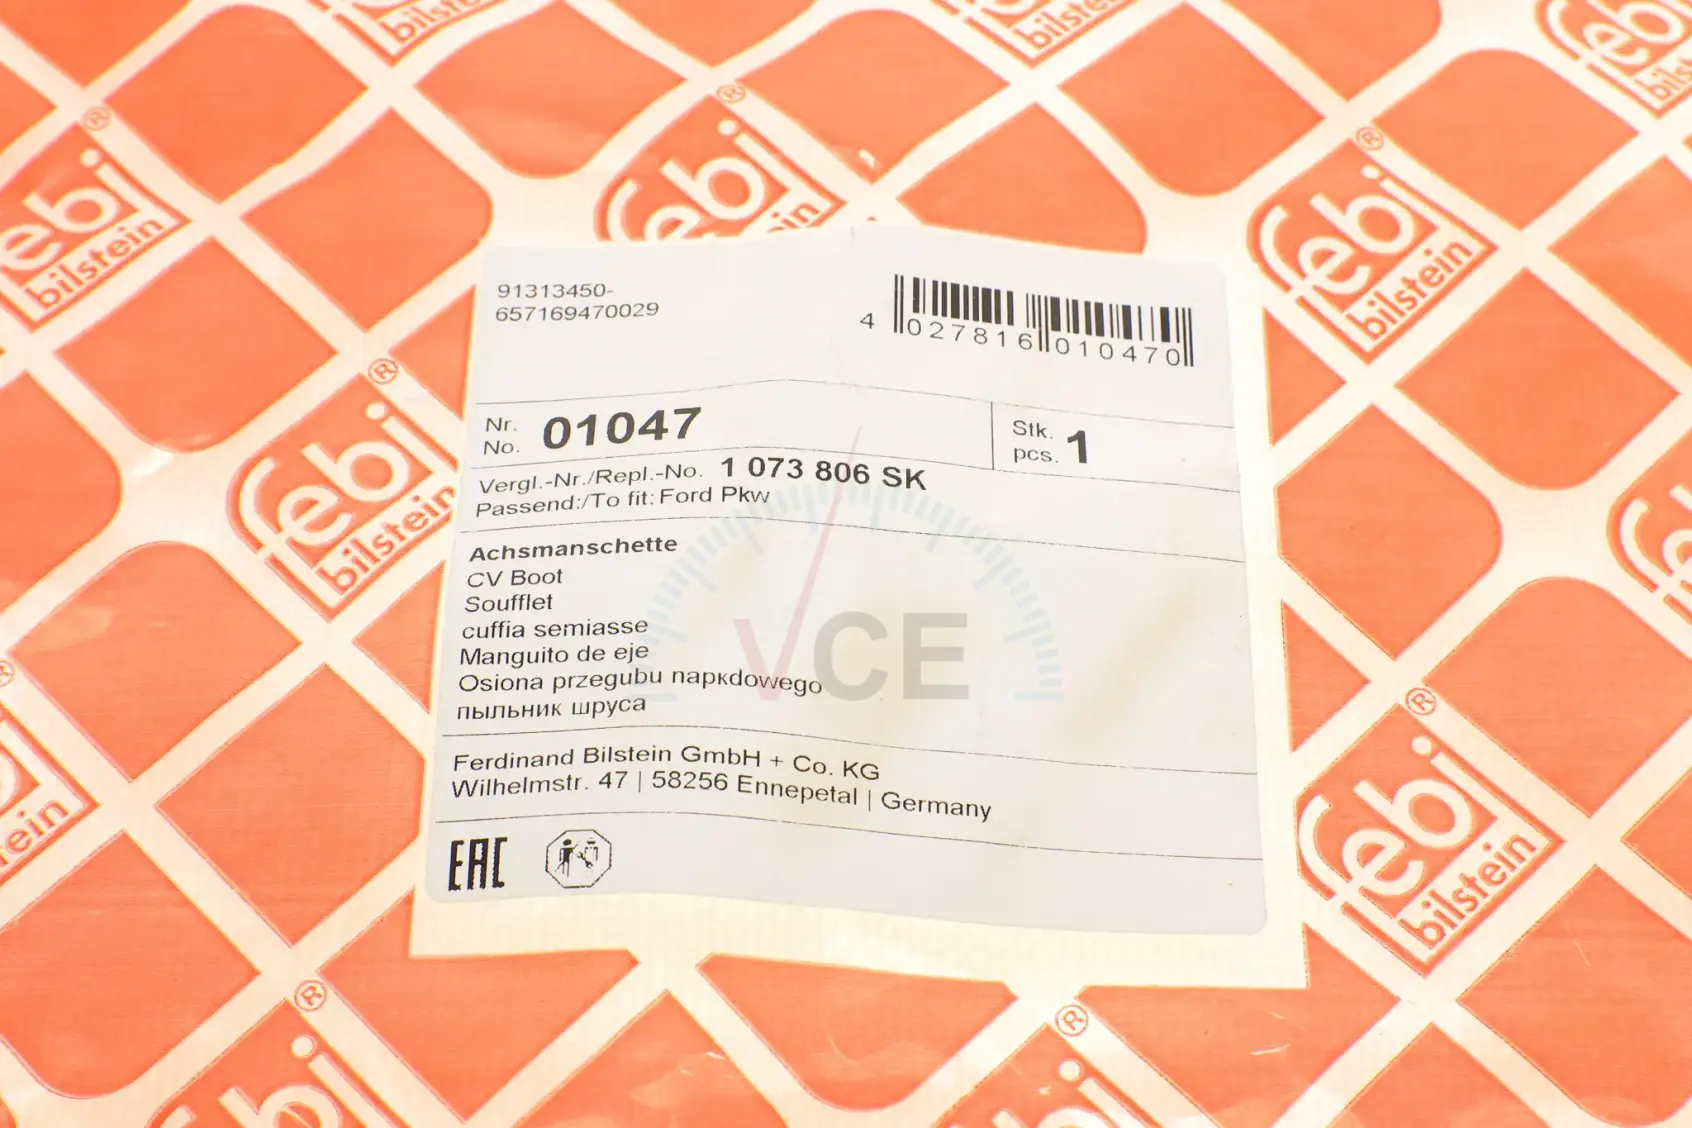 febi
bilstein
®
91313450-
657169470029
4 027816 010470
Nr.
No. 01047
Stk.
pcs. 1
Vergl.-Nr./Repl.-No. 1 073 806 SK
Passend:/To fit: Ford Pkw
Achsmanschette
CV Boot
Soufflet
cuffia semiasse
Manguito de eje
Osiona przegubu паркdowego
пыльник шруса
VCE
Ferdinand Bilstein GmbH + Co. KG
Wilhelmstr. 47 | 58256 Ennepetal | Germany
EAC